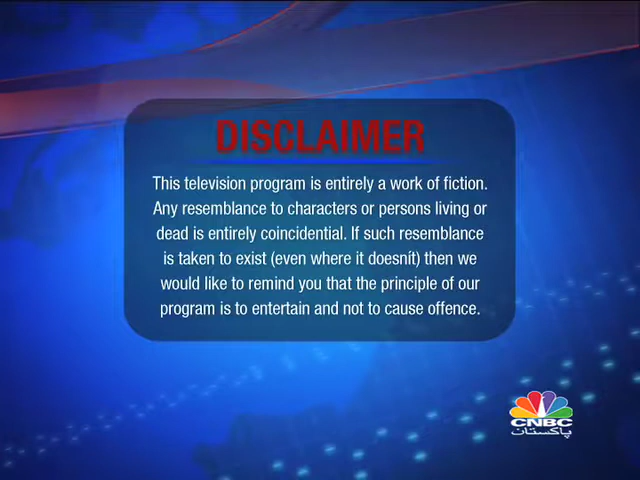 DISCLAIMER
This television program is entirely a work of fiction.
Any resemblance to characters or persons living or
dead is entirely coincidential. If such resemblance
is taken to exist (even where it doesnít) then we
would like to remind you that the principle of our
program is to entertain and not to cause offence.
CNBC
پاکستان